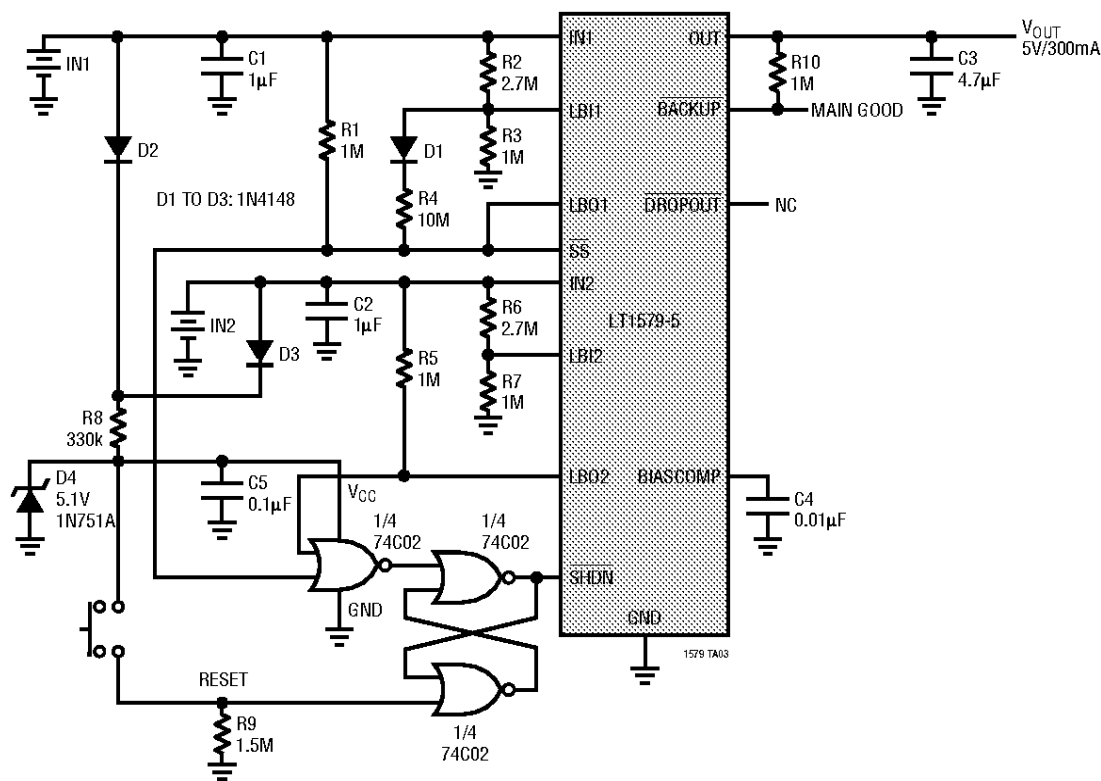 IN1
C1
1µF
D2
D1 TO D3: 1N4148
R1
1M
D1
R4
10M
R2
2.7M
R3
1M
IN1
LBI1
LBO1
SS
IN2
LT1579-5
LBI2
LBO2
SHDN
GND
OUT
BACKUP
DROPOUT
BIASCOMP
R10
1M
MAIN GOOD
NC
C3
4.7µF
VOUT
5V/300mA
C4
0.01µF
1579 TA03
IN2
D3
C2
1µF
R5
1M
R6
2.7M
R7
1M
R8
330k
D4
5.1V
1N751A
C5
0.1µF
VCC
1/4
74C02
1/4
74C02
GND
RESET
R9
1.5M
1/4
74C02